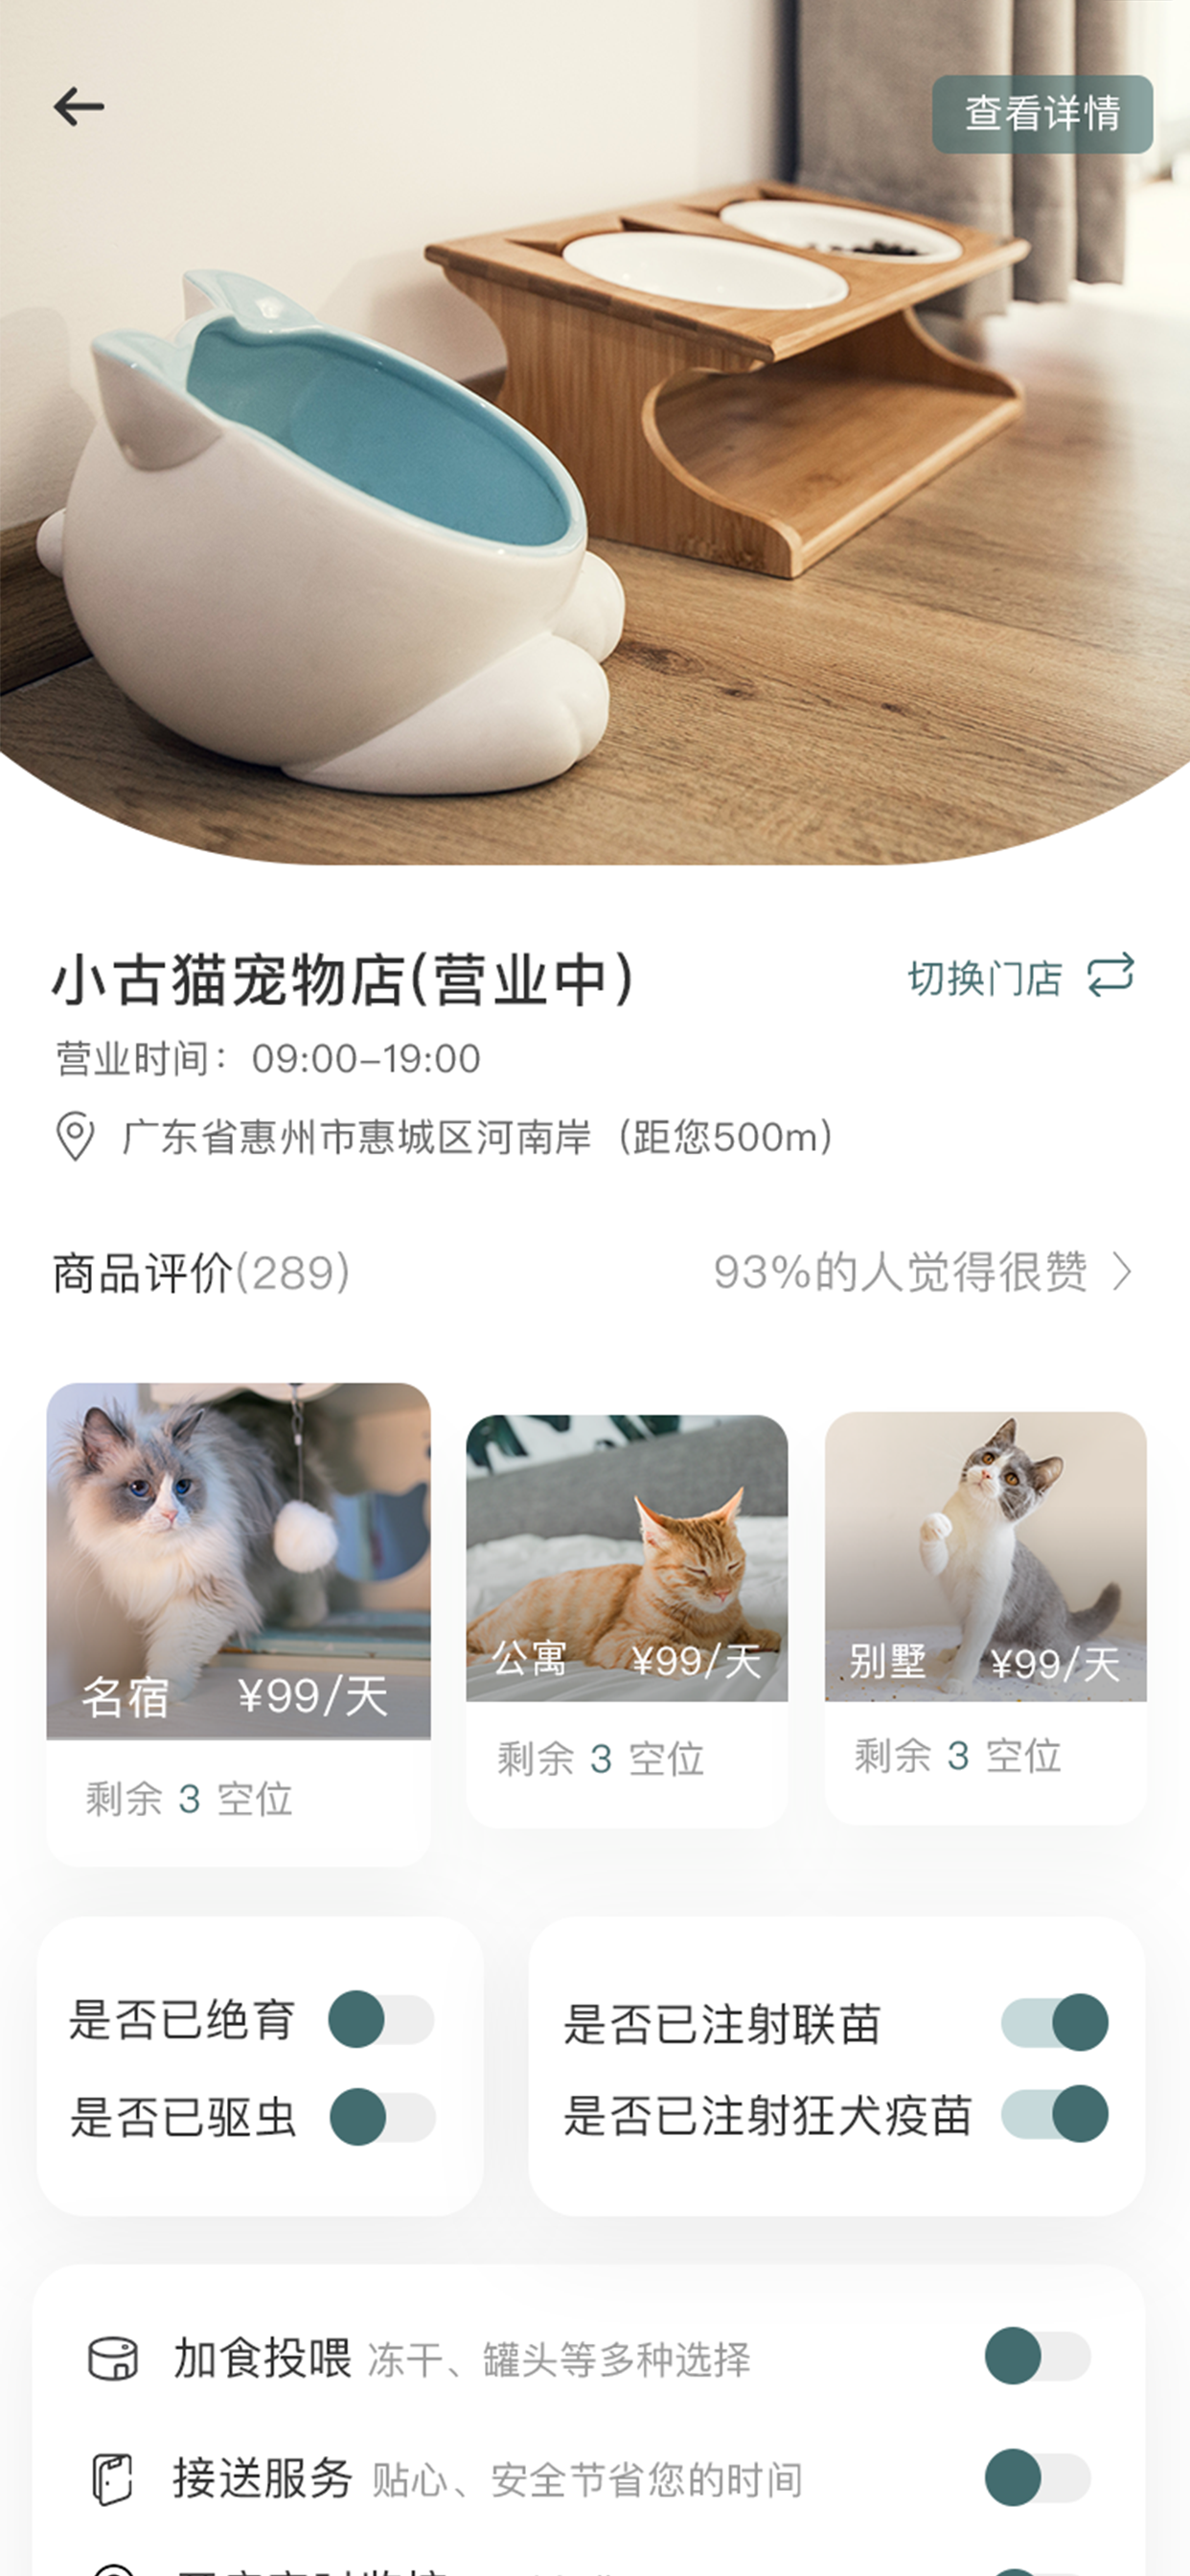 查看详情
小古猫宠物店(营业中)
切换门店
营业时间：09:00-19:00
广东省惠州市惠城区河南岸（距您500m）
商品评价(289)
93%的人觉得很赞
名宿 ¥99/天
剩余 3 空位
公寓 ¥99/天
剩余 3 空位
别墅 ¥99/天
剩余 3 空位
是否已绝育
是否已驱虫
是否已注射联苗
是否已注射狂犬疫苗
加食投喂 冻干、罐头等多种选择
接送服务 贴心、安全节省您的时间